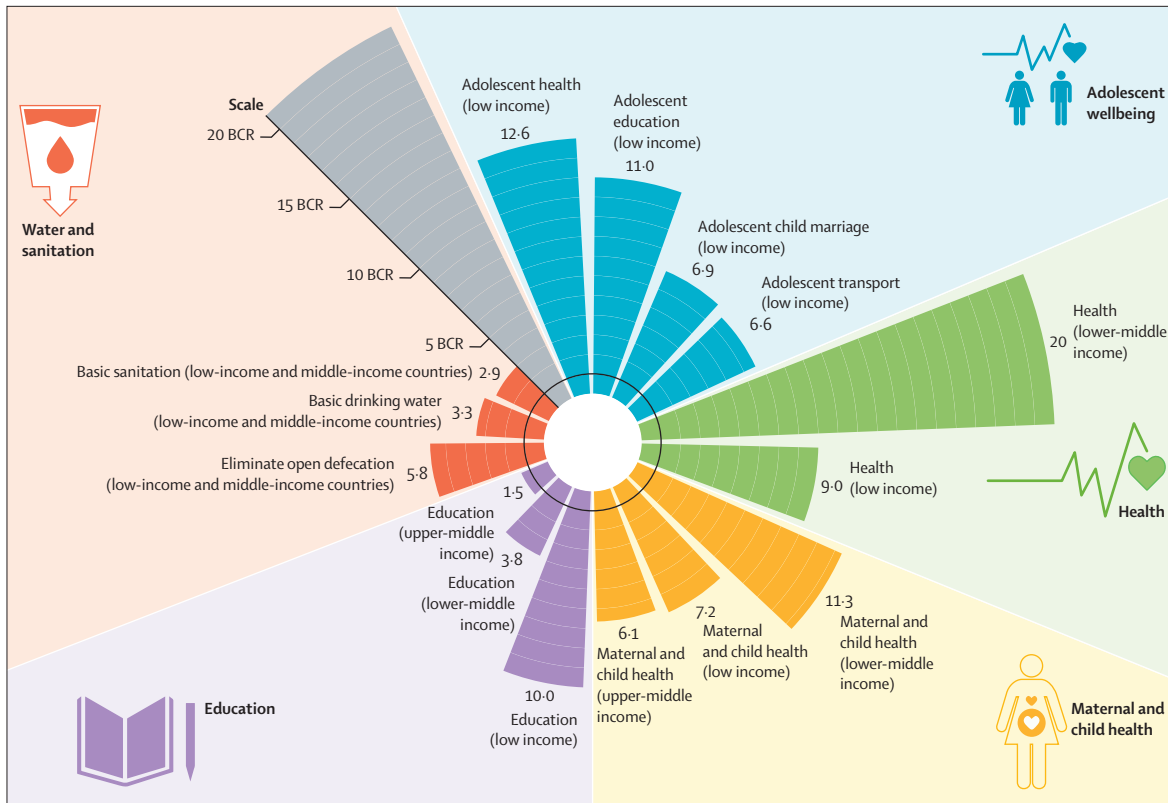 Water and
sanitation
Scale
20 BCR
15 BCR
10 BCR
5 BCR
Basic sanitation (low-income and middle-income countries)
2·9
Basic drinking water
(low-income and middle-income countries)
3·3
Eliminate open defecation
(low-income and middle-income countries)
5·8
Adolescent health
(low income)
12·6
Adolescent
education
(low income)
11·0
Adolescent child marriage
(low income)
6·9
Adolescent transport
(low income)
6·6
Adolescent
wellbeing
Health
(lower-middle
income)
20
Health
(low income)
9·0
Health
11·3
Maternal and
child health
(lower-middle
income)
7·2
Maternal
and child health
(low income)
6·1
Maternal and
child health
(upper-middle
income)
Maternal and
child health
1·5
Education
(upper-middle
income)
3·8
Education
(lower-middle
income)
10·0
Education
(low income)
Education